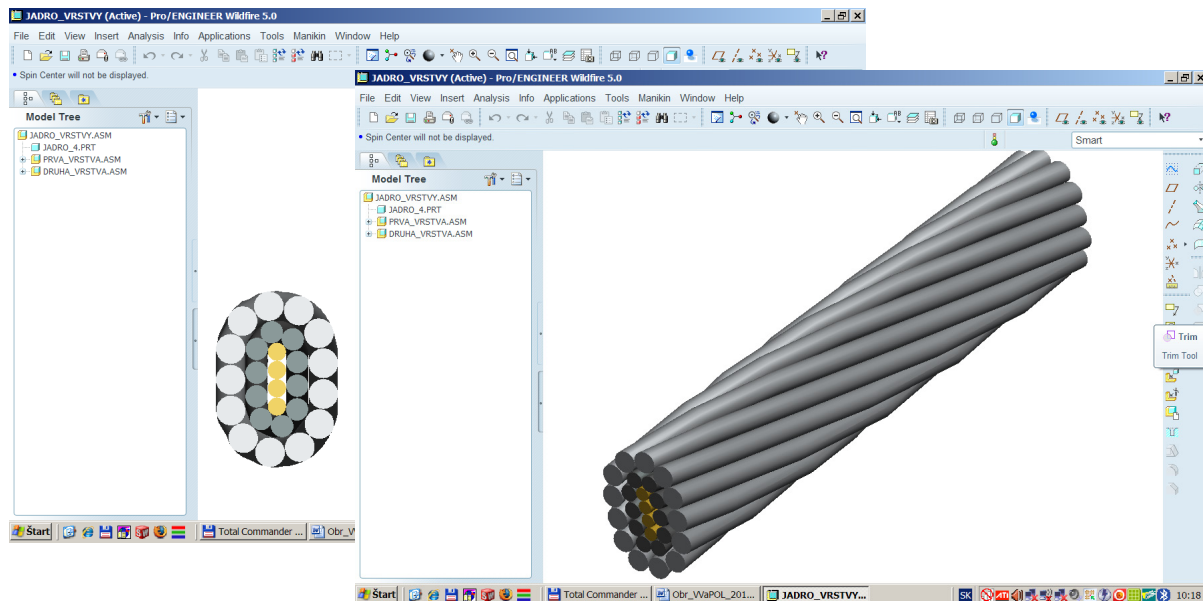 JADRO_VRSTVY (Active) - Pro/ENGINEER Wildfire 5.0
File Edit View Insert Analysis Info Applications Tools Manikin Window Help
• Spin Center will not be displayed.
Model Tree
JADRO_VRSTVY.ASM
JADRO_4.PRT
PRVA_VRSTVA.ASM
DRUHA_VRSTVA.ASM
Štart
Total Commander ...
JADRO_VRSTVY (Active) - Pro/ENGINEER Wildfire 5.0
File Edit View Insert Analysis Info Applications Tools Manikin Window Help
• Spin Center will not be displayed.
Smart
Model Tree
JADRO_VRSTVY.ASM
JADRO_4.PRT
PRVA_VRSTVA.ASM
DRUHA_VRSTVA.ASM
Trim
Trim Tool
Štart
Total Commander ...
Obr_VVaPOL_201...
JADRO_VRSTVY...
SK
ATI